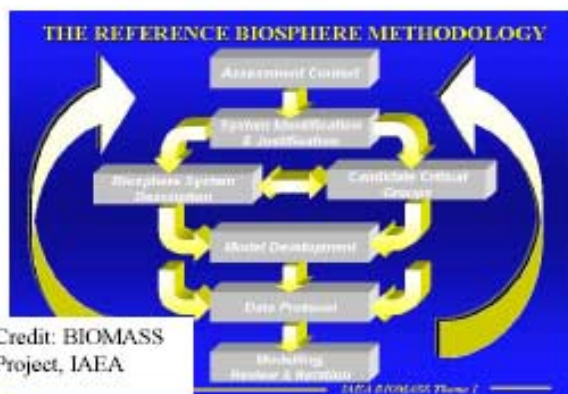 THE REFERENCE BIOSPHERE METHODOLOGY
Assessment Context
System Identification
& Justification
Biosphere System
Description
Candidate Critical
Groups
Model Development
Data Protocol
Modelling,
Review & Iteration
Credit: BIOMASS
Project, IAEA
IAEA BIOMASS Theme 1